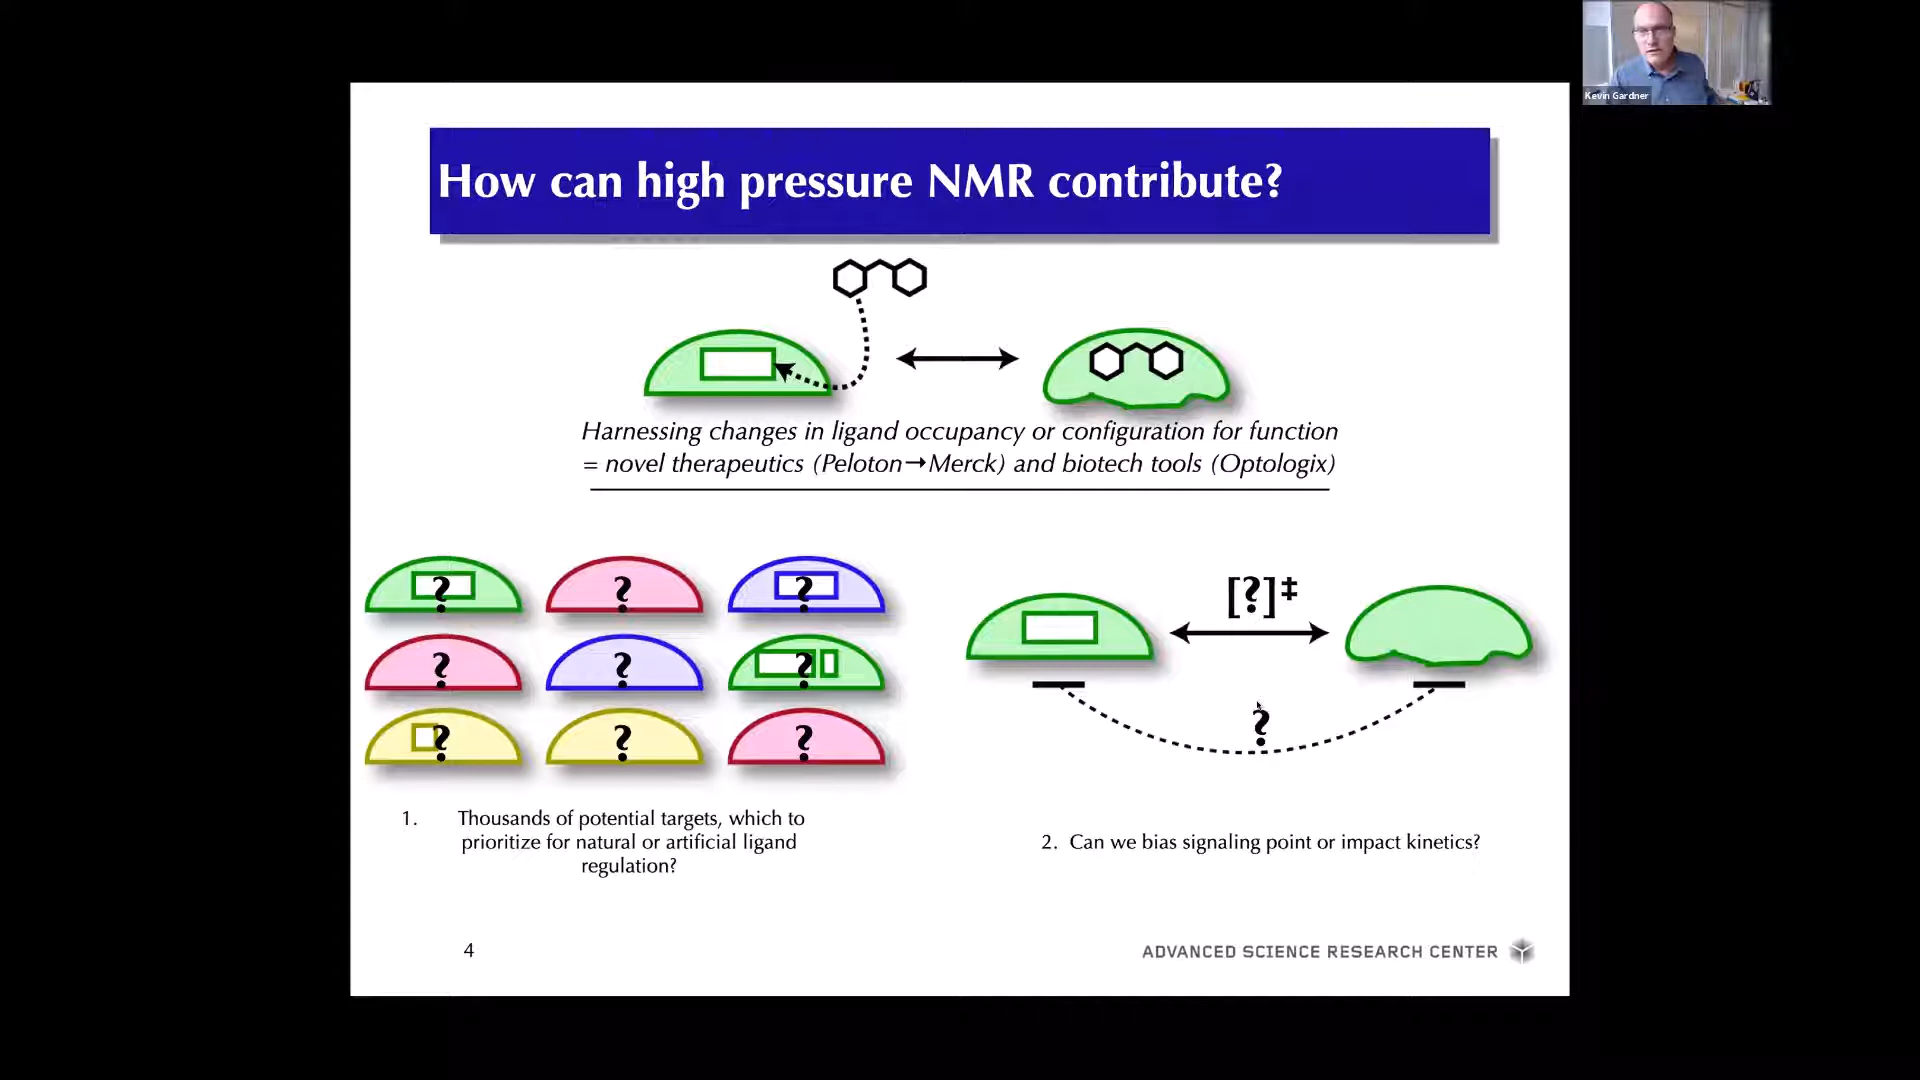 Kevin Gardner
How can high pressure NMR contribute?
Harnessing changes in ligand occupancy or configuration for function
= novel therapeutics (Peloton→Merck) and biotech tools (Optologix)
? ? ?
? ? ?
? ? ?
[?]‡
?
1. Thousands of potential targets, which to
prioritize for natural or artificial ligand
regulation?
2. Can we bias signaling point or impact kinetics?
4
ADVANCED SCIENCE RESEARCH CENTER